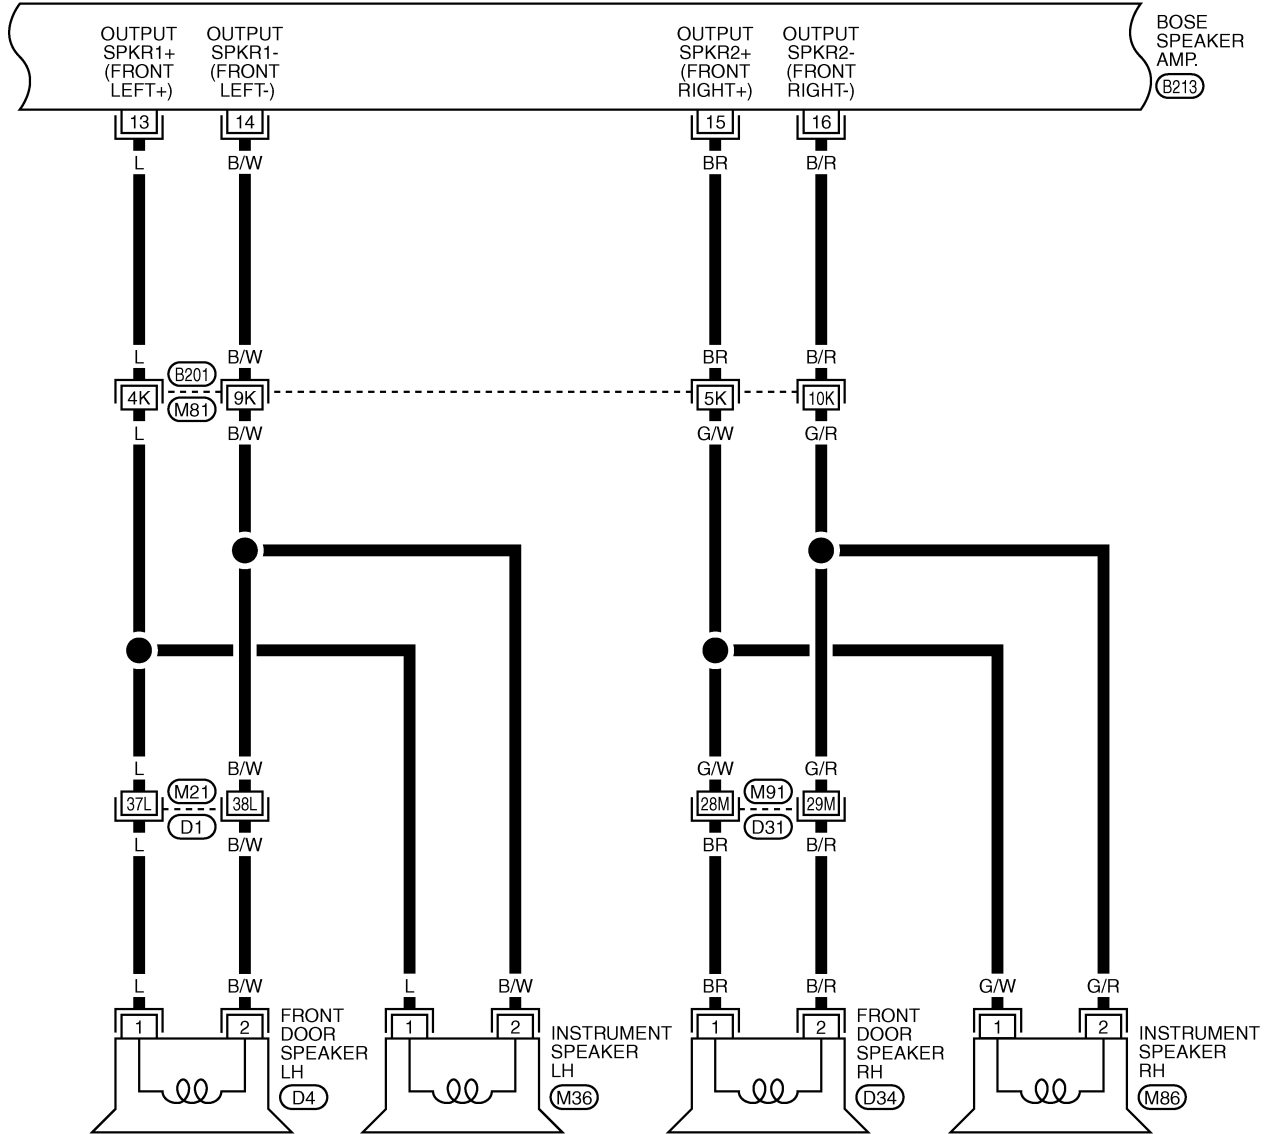 OUTPUT
SPKR1+
(FRONT
LEFT+)
OUTPUT
SPKR1-
(FRONT
LEFT-)
OUTPUT
SPKR2+
(FRONT
RIGHT+)
OUTPUT
SPKR2-
(FRONT
RIGHT-)
BOSE
SPEAKER
AMP.
B213
13 14 15 16
L B/W BR B/R
L B/W BR B/R
B201
4K 9K 5K 10K
M81
L B/W G/W G/R
L B/W G/W G/R
M21 M91
37L 38L 28M 29M
D1 D31
L B/W BR B/R
L B/W L B/W BR B/R G/W G/R
1 2 1 2 1 2 1 2
FRONT
DOOR
SPEAKER
LH
D4
INSTRUMENT
SPEAKER
LH
M36
FRONT
DOOR
SPEAKER
RH
D34
INSTRUMENT
SPEAKER
RH
M86